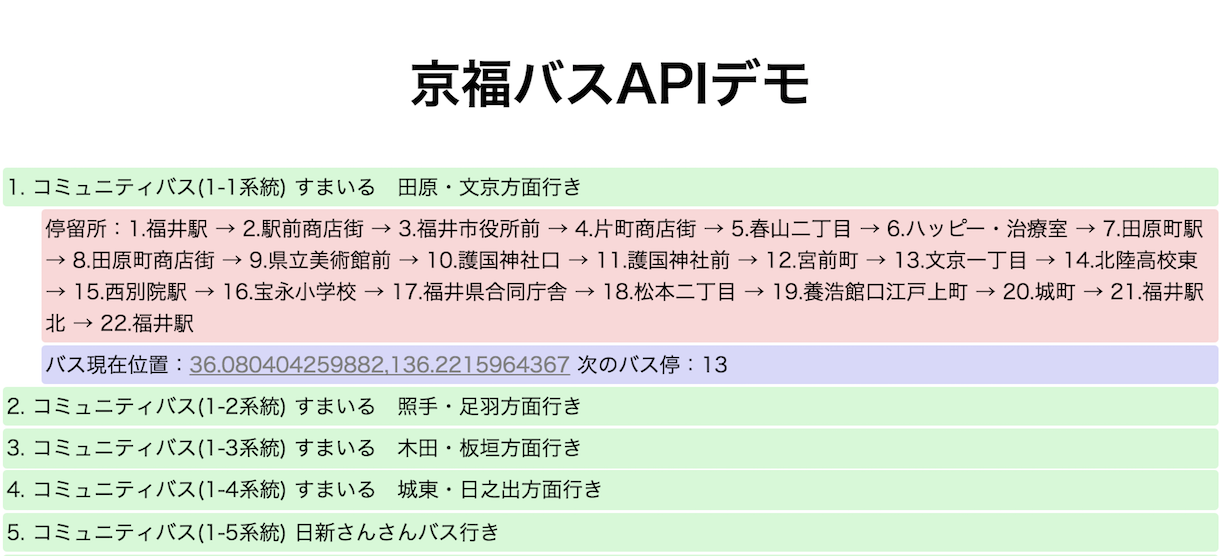 京福バスAPIデモ
1. コミュニティバス(1-1系統) すまいる　田原・文京方面行き
停留所：1.福井駅 → 2.駅前商店街 → 3.福井市役所前 → 4.片町商店街 → 5.春山二丁目 → 6.ハッピー・治療室 → 7.田原町駅
→ 8.田原町商店街 → 9.県立美術館前 → 10.護国神社口 → 11.護国神社前 → 12.宮前町 → 13.文京一丁目 → 14.北陸高校東
→ 15.西別院駅 → 16.宝永小学校 → 17.福井県合同庁舎 → 18.松本二丁目 → 19.養浩館口江戸上町 → 20.城町 → 21.福井駅
北 → 22.福井駅
バス現在位置：36.080404259882,136.2215964367 次のバス停：13
2. コミュニティバス(1-2系統) すまいる　照手・足羽方面行き
3. コミュニティバス(1-3系統) すまいる　木田・板垣方面行き
4. コミュニティバス(1-4系統) すまいる　城東・日之出方面行き
5. コミュニティバス(1-5系統) 日新さんさんバス行き